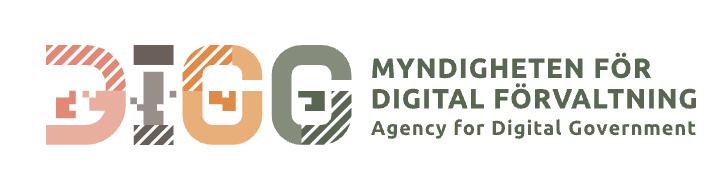 DIGG
MYNDIGHETEN FÖR
DIGITAL FÖRVALTNING
Agency for Digital Government